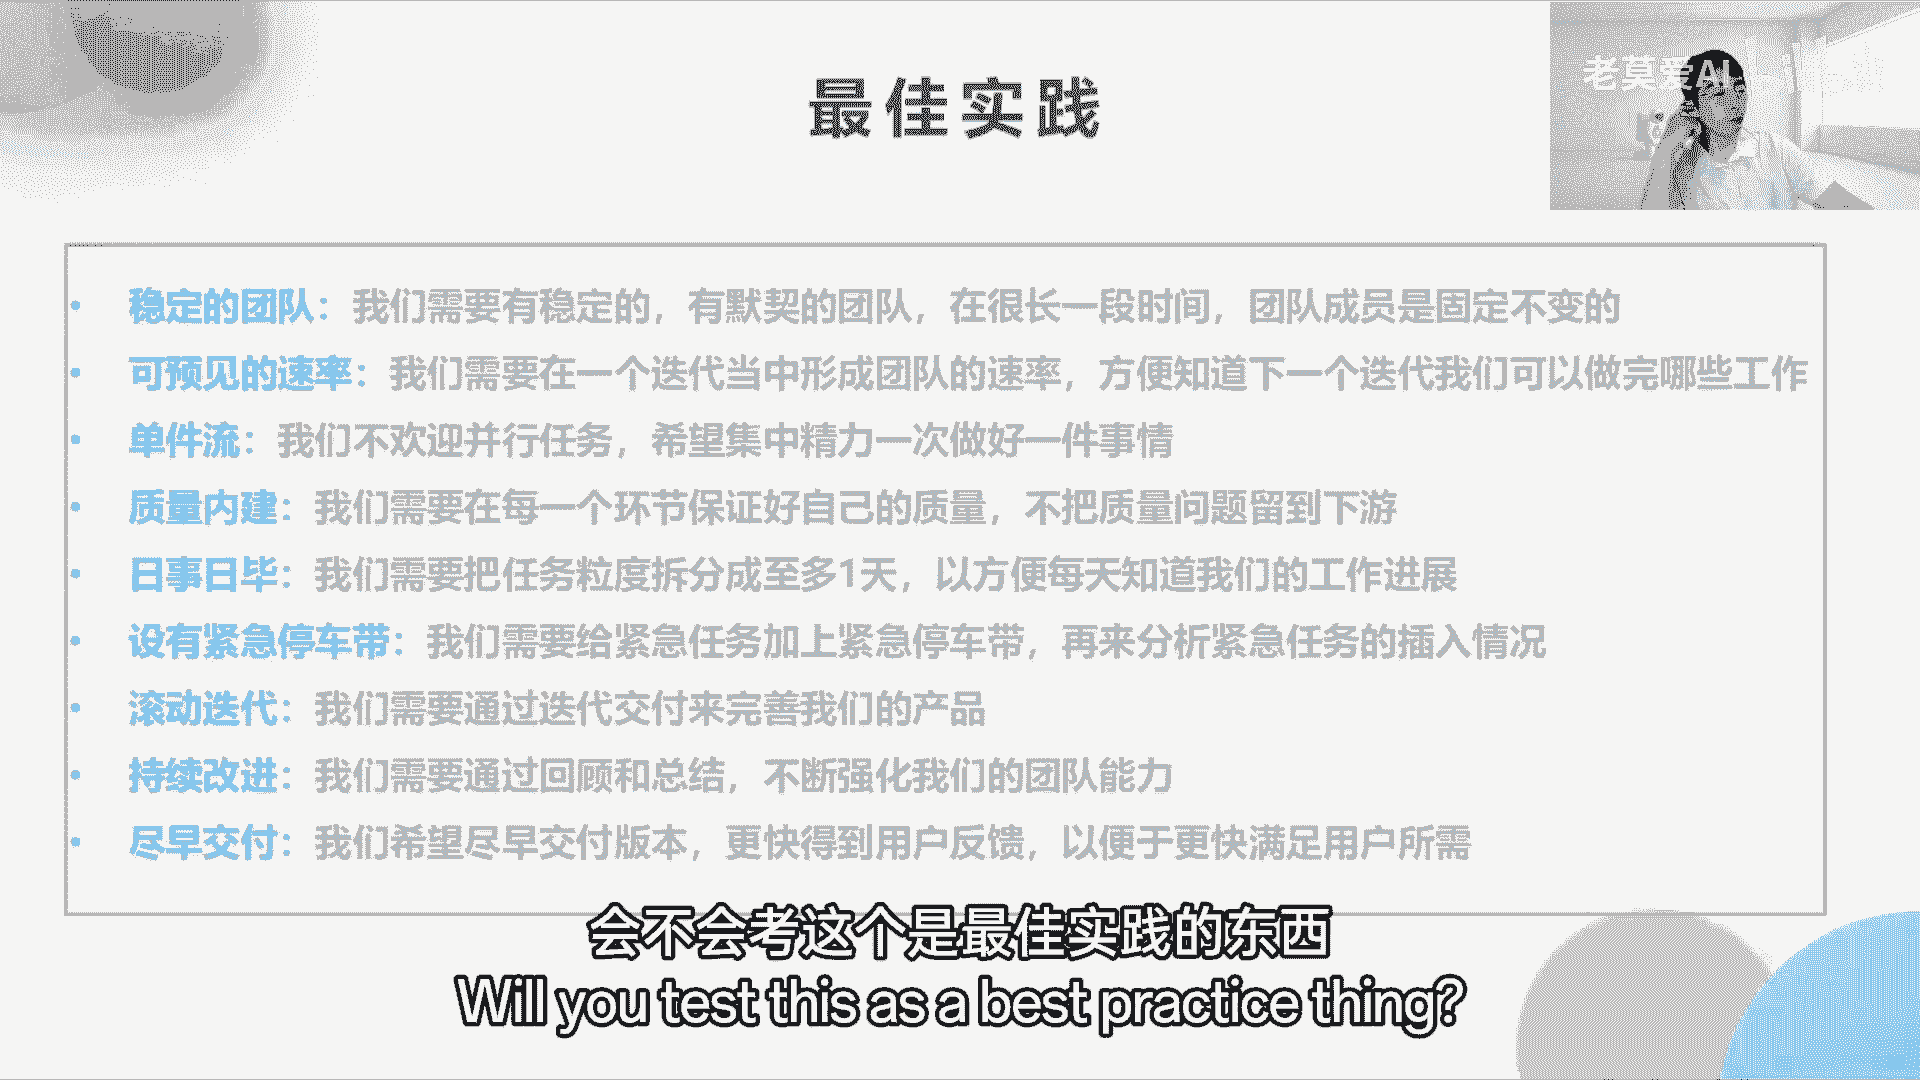 最佳实践
老莫爱AI
• 稳定的团队：我们需要有稳定的，有默契的团队，在很长一段时间，团队成员是固定不变的
• 可预见的速率：我们需要在一个迭代当中形成团队的速率，方便知道下一个迭代我们可以做完哪些工作
• 单件流：我们不欢迎并行任务，希望集中精力一次做好一件事情
• 质量内建：我们需要在每一个环节保证好自己的质量，不把质量问题留到下游
• 日事日毕：我们需要把任务粒度拆分成至多1天，以方便每天知道我们的工作进展
• 设有紧急停车带：我们需要给紧急任务加上紧急停车带，再来分析紧急任务的插入情况
• 滚动迭代：我们需要通过迭代交付来完善我们的产品
• 持续改进：我们需要通过回顾和总结，不断强化我们的团队能力
• 尽早交付：我们希望尽早交付版本，更快得到用户反馈，以便于更快满足用户所需
会不会考这个是最佳实践的东西
Will you test this as a best practice thing?